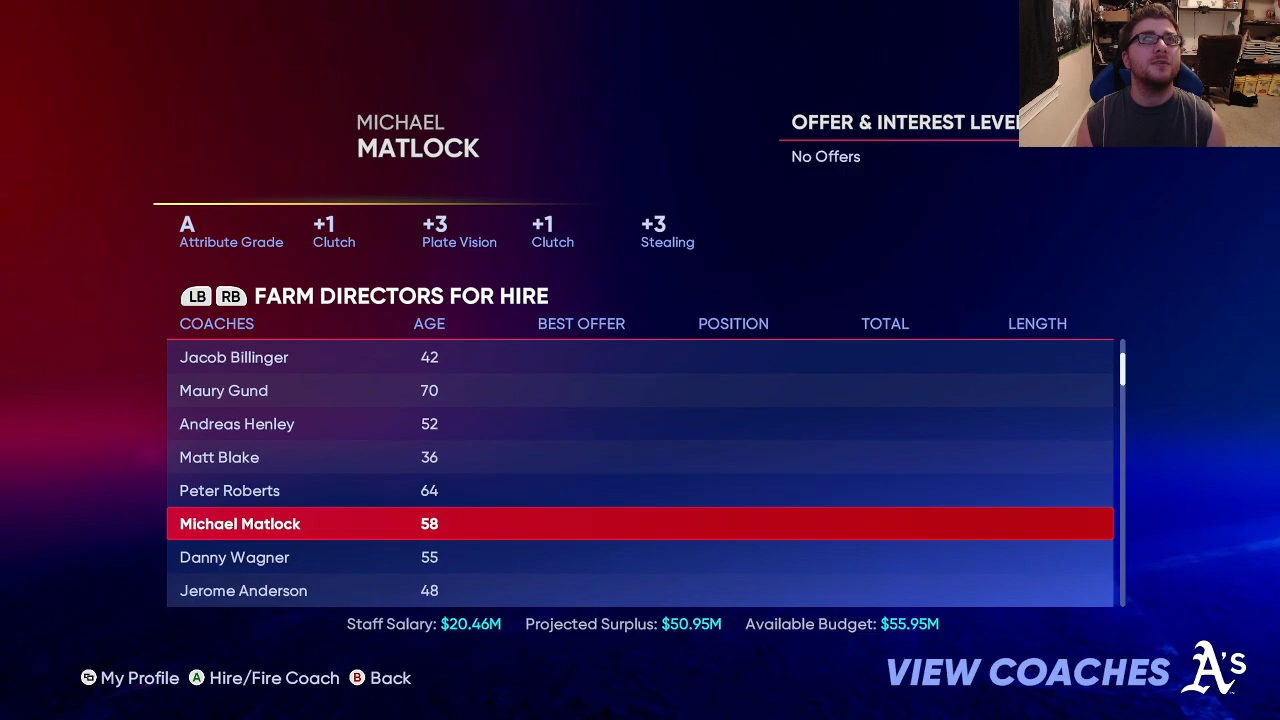 MICHAEL
MATLOCK
OFFER & INTEREST LEVEL
No Offers
A +1 +3 +1 +3
Attribute Grade Clutch Plate Vision Clutch Stealing
LB RB FARM DIRECTORS FOR HIRE
COACHES AGE BEST OFFER POSITION TOTAL LENGTH
Jacob Billinger 42
Maury Gund 70
Andreas Henley 52
Matt Blake 36
Peter Roberts 64
Michael Matlock 58
Danny Wagner 55
Jerome Anderson 48
Staff Salary: $20.46M Projected Surplus: $50.95M Available Budget: $55.95M
My Profile A Hire/Fire Coach B Back
VIEW COACHES A's